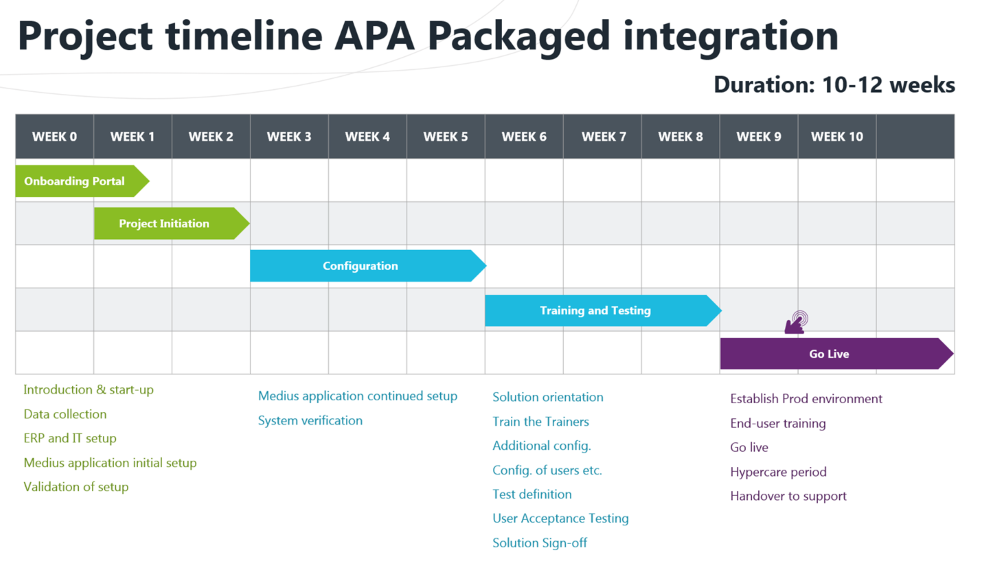 Project timeline APA Packaged integration
Duration: 10-12 weeks
WEEK 0 WEEK 1 WEEK 2 WEEK 3 WEEK 4 WEEK 5 WEEK 6 WEEK 7 WEEK 8 WEEK 9 WEEK 10
Onboarding Portal
Project Initiation
Configuration
Training and Testing
Go Live
Introduction & start-up
Data collection
ERP and IT setup
Medius application initial setup
Validation of setup
Medius application continued setup
System verification
Solution orientation
Train the Trainers
Additional config.
Config. of users etc.
Test definition
User Acceptance Testing
Solution Sign-off
Establish Prod environment
End-user training
Go live
Hypercare period
Handover to support